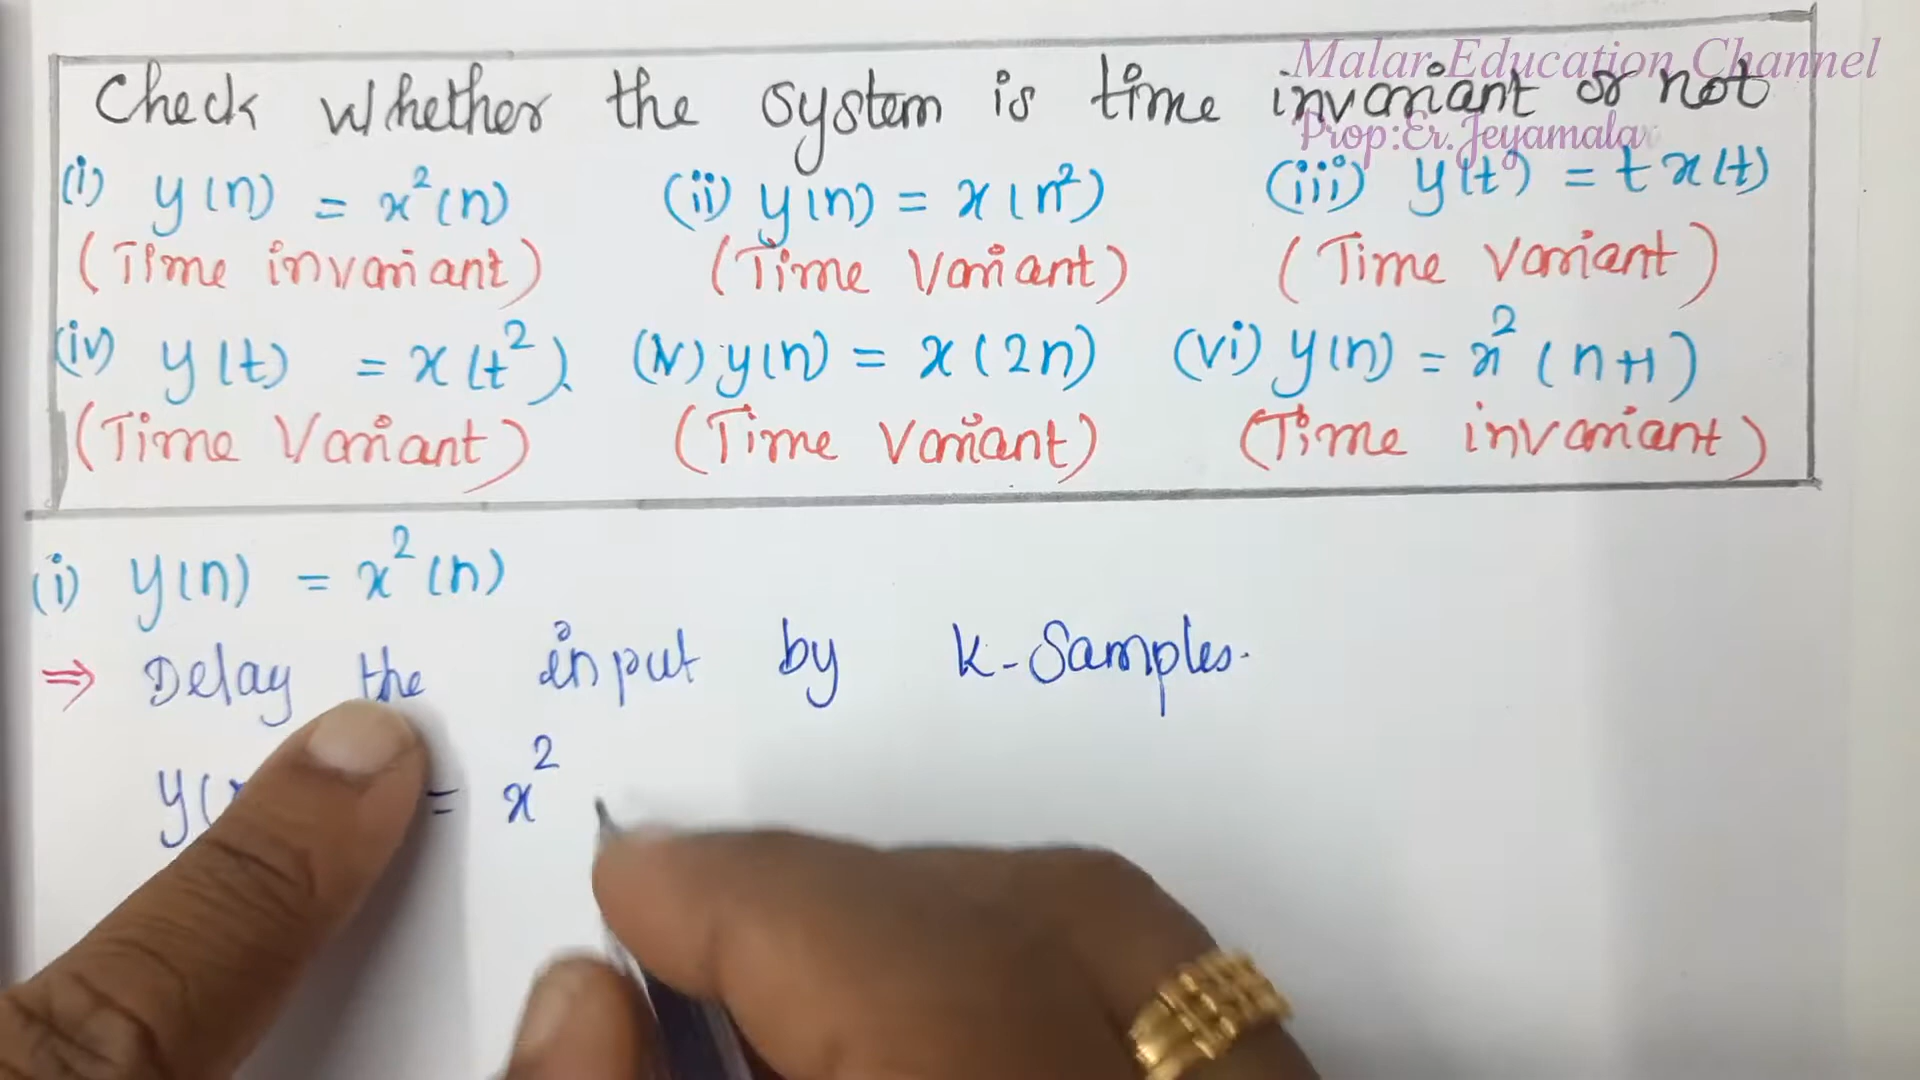 Malar Education Channel
Check whether the system is time invariant or not
Prop:Er.Jeyamala
(i) y(n) = x²(n) (ii) y(n) = x(n²) (iii) y(t) = t x(t)
(Time invariant) (Time Variant) (Time Variant)
(iv) y(t) = x(t²). (v) y(n) = x(2n) (vi) y(n) = x²(n+1)
(Time Variant) (Time Variant) (Time invariant)
(i) y(n) = x²(n)
⇒ Delay the input by K-Samples.
y( = x²